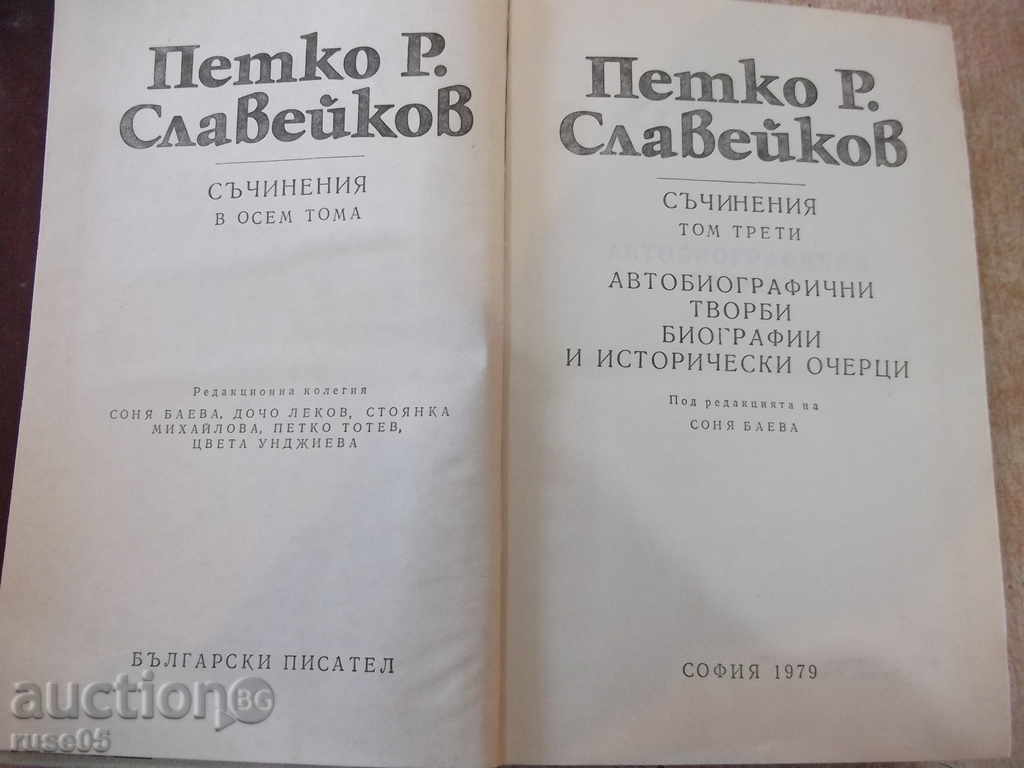 Петко Р.
Славейков
СЪЧИНЕНИЯ
В ОСЕМ ТОМА
Редакционна колегия
СОНЯ БАЕВА, ДОЧО ЛЕКОВ, СТОЯНКА
МИХАЙЛОВА, ПЕТКО ТОТЕВ,
ЦВЕТА УНДЖИЕВА
БЪЛГАРСКИ ПИСАТЕЛ
Петко Р.
Славейков
СЪЧИНЕНИЯ
ТОМ ТРЕТИ
АВТОБИОГРАФИЧНИ
ТВОРБИ
БИОГРАФИИ
И ИСТОРИЧЕСКИ ОЧЕРЦИ
Под редакцията на
СОНЯ БАЕВА
СОФИЯ 1979
auction BG
ruse05